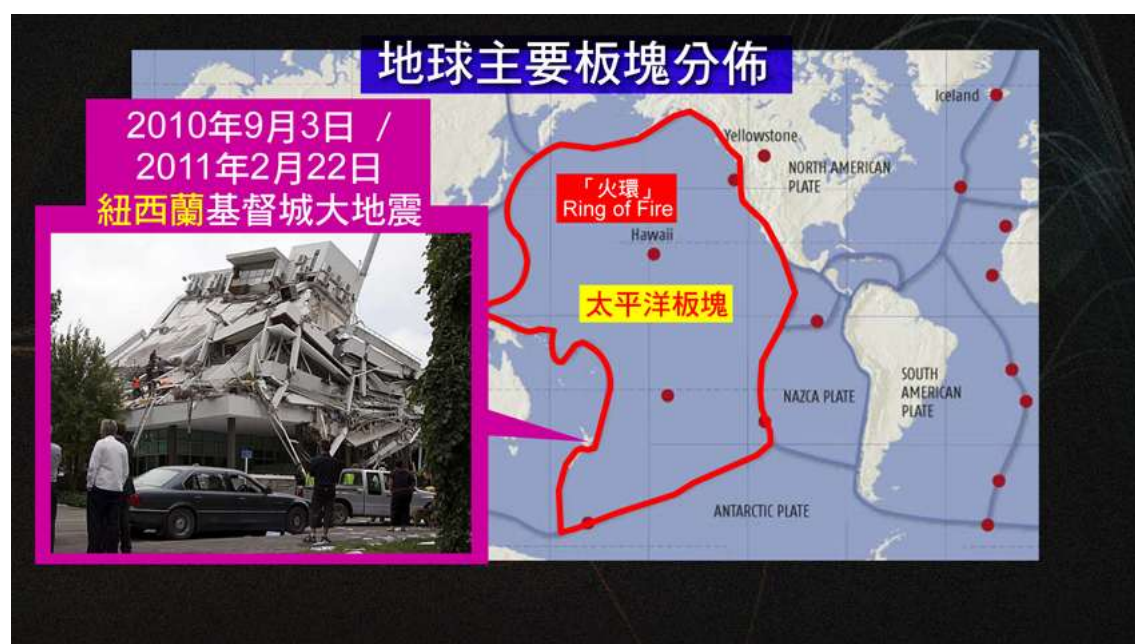 地球主要板塊分佈
2010年9月3日 /
2011年2月22日
紐西蘭基督城大地震
「火環」
Ring of Fire
Hawaii
太平洋板塊
Yellowstone
NORTH AMERICAN
PLATE
Iceland
NAZCA PLATE
SOUTH
AMERICAN
PLATE
ANTARCTIC PLATE